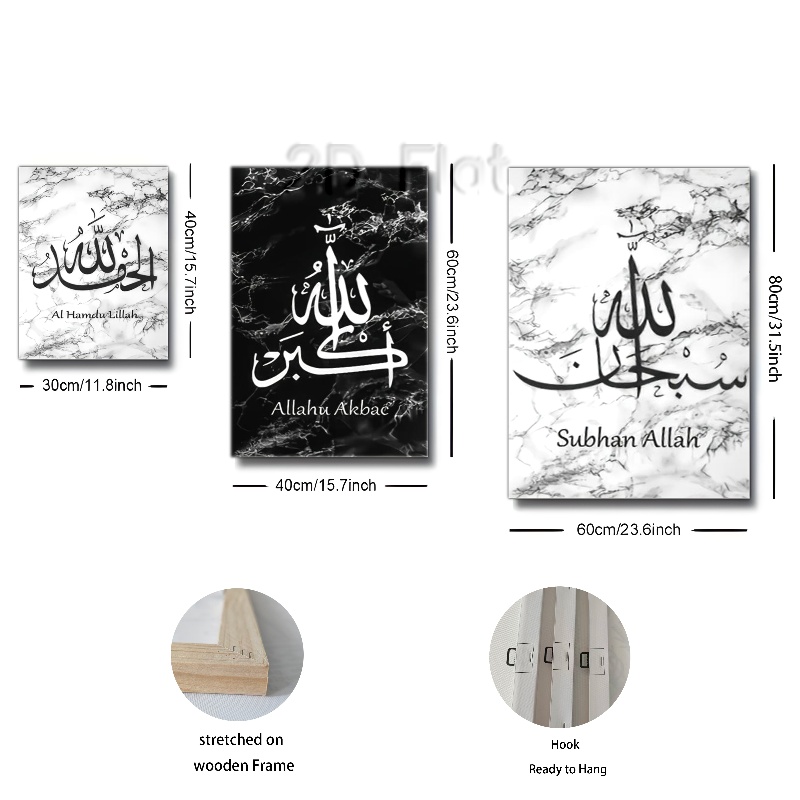 2D Flat
الحمد لله
Al Hamdu Lillah
40cm/15.7inch
30cm/11.8inch
الله أكبر
Allahu Akbac
60cm/23.6inch
40cm/15.7inch
سبحان الله
Subhan Allah
80cm/31.5inch
60cm/23.6inch
stretched on
wooden Frame
Hook
Ready to Hang